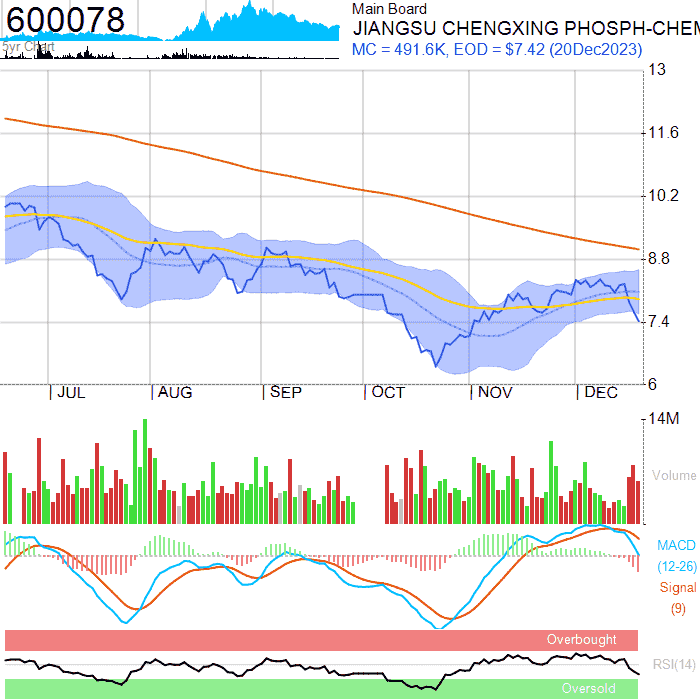 600078
Main Board
JIANGSU CHENGXING PHOSPH-CHEM
MC = 491.6K, EOD = $7.42 (20Dec2023)
5yr Chart
13
11.6
10.2
8.8
7.4
6
JUL AUG SEP OCT NOV DEC
14M
Volume
MACD
(12-26)
Signal
(9)
Overbought
RSI(14)
Oversold